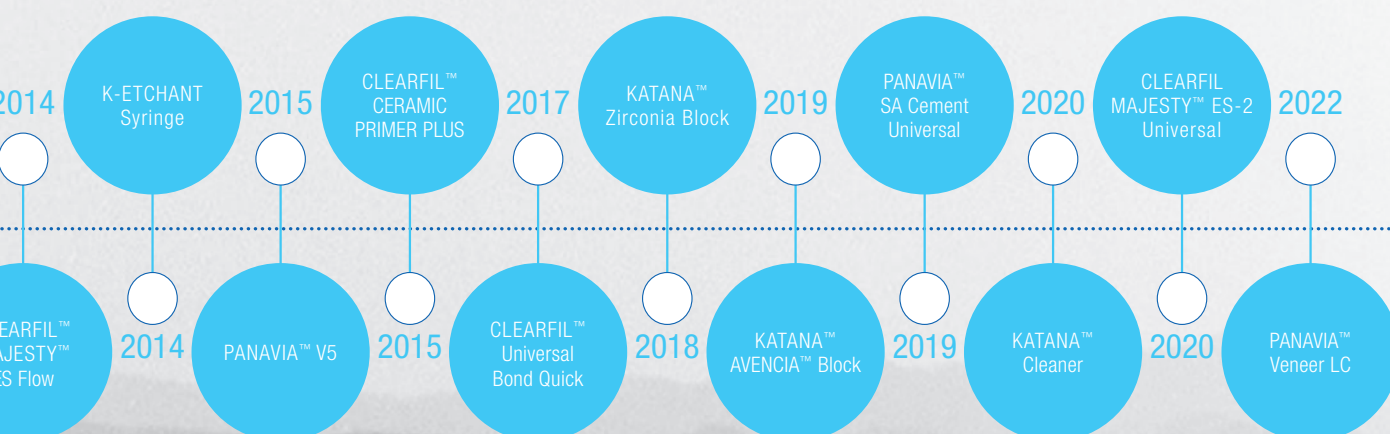 2014
K-ETCHANT
Syringe
2015
CLEARFIL™
CERAMIC
PRIMER PLUS
2017
KATANA™
Zirconia Block
2019
PANAVIA™
SA Cement
Universal
2020
CLEARFIL
MAJESTY™ ES-2
Universal
2022
EARFIL™
AJESTY™
ES Flow
2014
PANAVIA™ V5
2015
CLEARFIL™
Universal
Bond Quick
2018
KATANA™
AVENCIA™ Block
2019
KATANA™
Cleaner
2020
PANAVIA™
Veneer LC